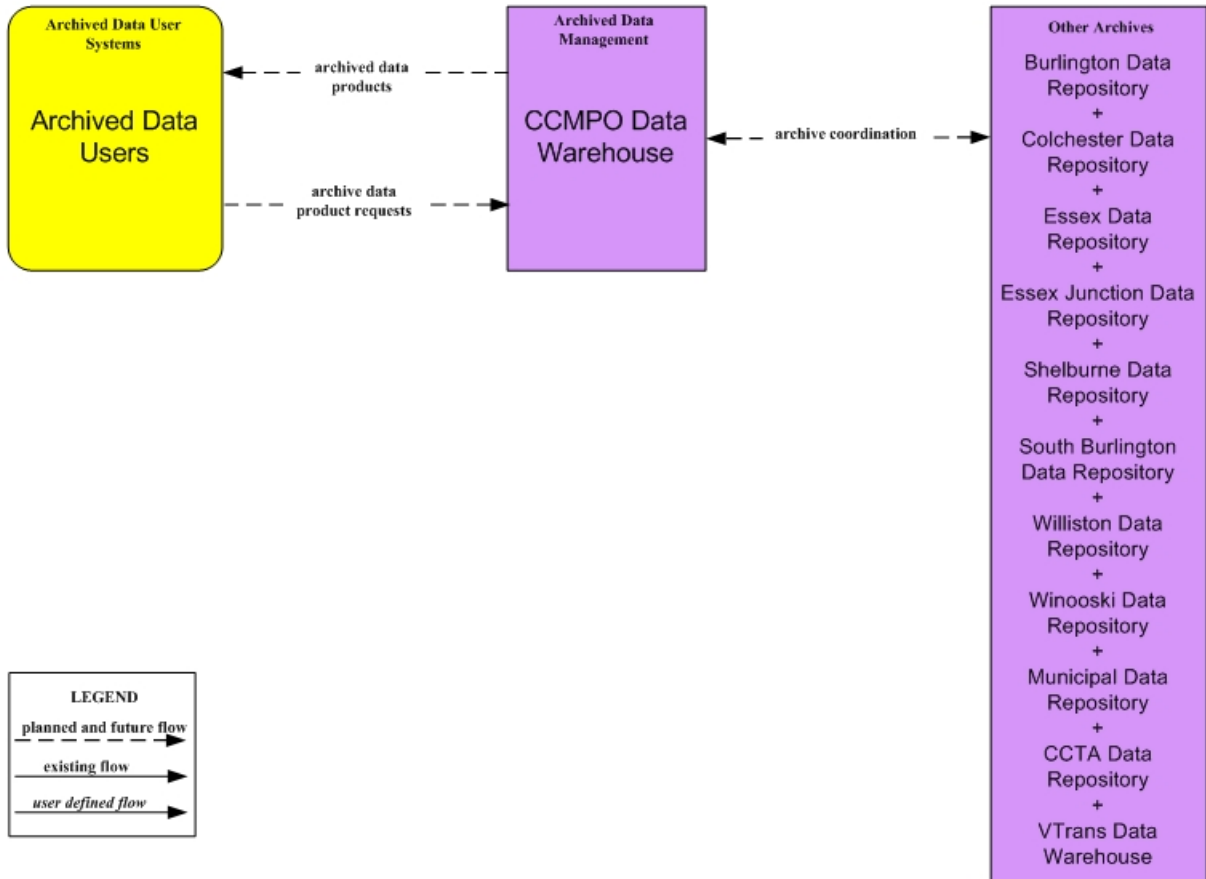 Archived Data User
Systems
Archived Data
Users
archived data
products
archive data
product requests
Archived Data
Management
CCMPO Data
Warehouse
archive coordination
Other Archives
Burlington Data
Repository
+
Colchester Data
Repository
+
Essex Data
Repository
+
Essex Junction Data
Repository
+
Shelburne Data
Repository
+
South Burlington
Data Repository
+
Williston Data
Repository
+
Winooski Data
Repository
+
Municipal Data
Repository
+
CCTA Data
Repository
+
VTrans Data
Warehouse
LEGEND
planned and future flow
existing flow
user defined flow